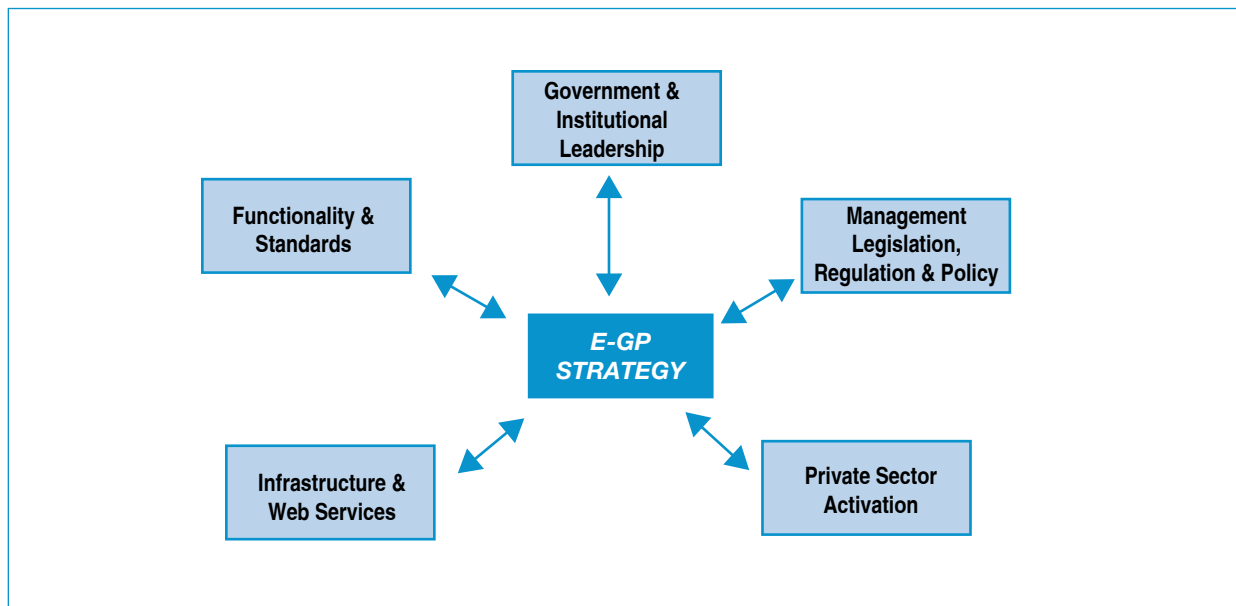 Government &
Institutional
Leadership
Functionality &
Standards
Management
Legislation,
Regulation & Policy
E-GP
STRATEGY
Infrastructure &
Web Services
Private Sector
Activation